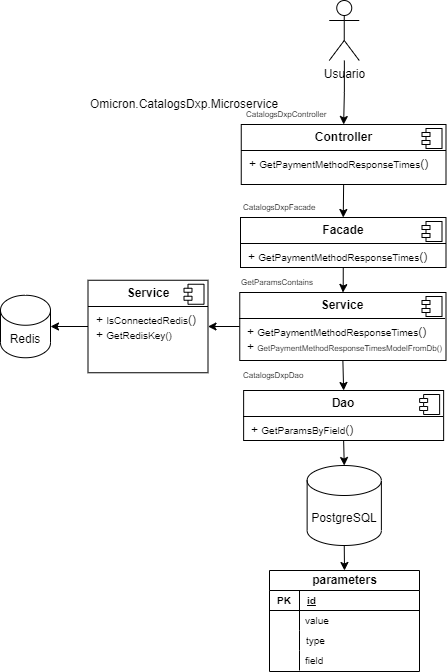 Usuario
Omicron.CatalogsDxp.Microservice
CatalogsDxpController
Controller
+ GetPaymentMethodResponseTimes()
CatalogsDxpFacade
Facade
+ GetPaymentMethodResponseTimes()
GetParamsContains
Service
+ IsConnectedRedis()
+ GetRedisKey()
Redis
Service
+ GetPaymentMethodResponseTimes()
+ GetPaymentMethodResponseTimesModelFromDb()
CatalogsDxpDao
Dao
+ GetParamsByField()
PostgreSQL
parameters
PK id
value
type
field